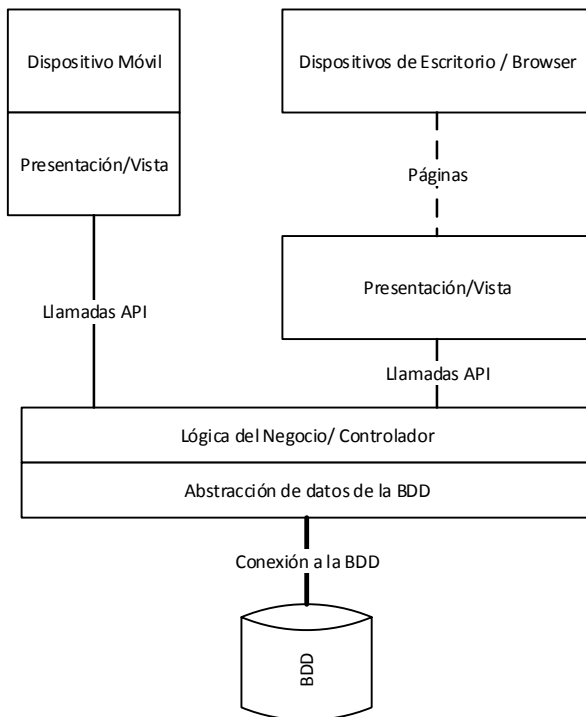 Dispositivo Móvil
Dispositivos de Escritorio / Browser
Presentación/Vista
Páginas
Presentación/Vista
Llamadas API
Llamadas API
Lógica del Negocio/ Controlador
Abstracción de datos de la BDD
Conexión a la BDD
BDD